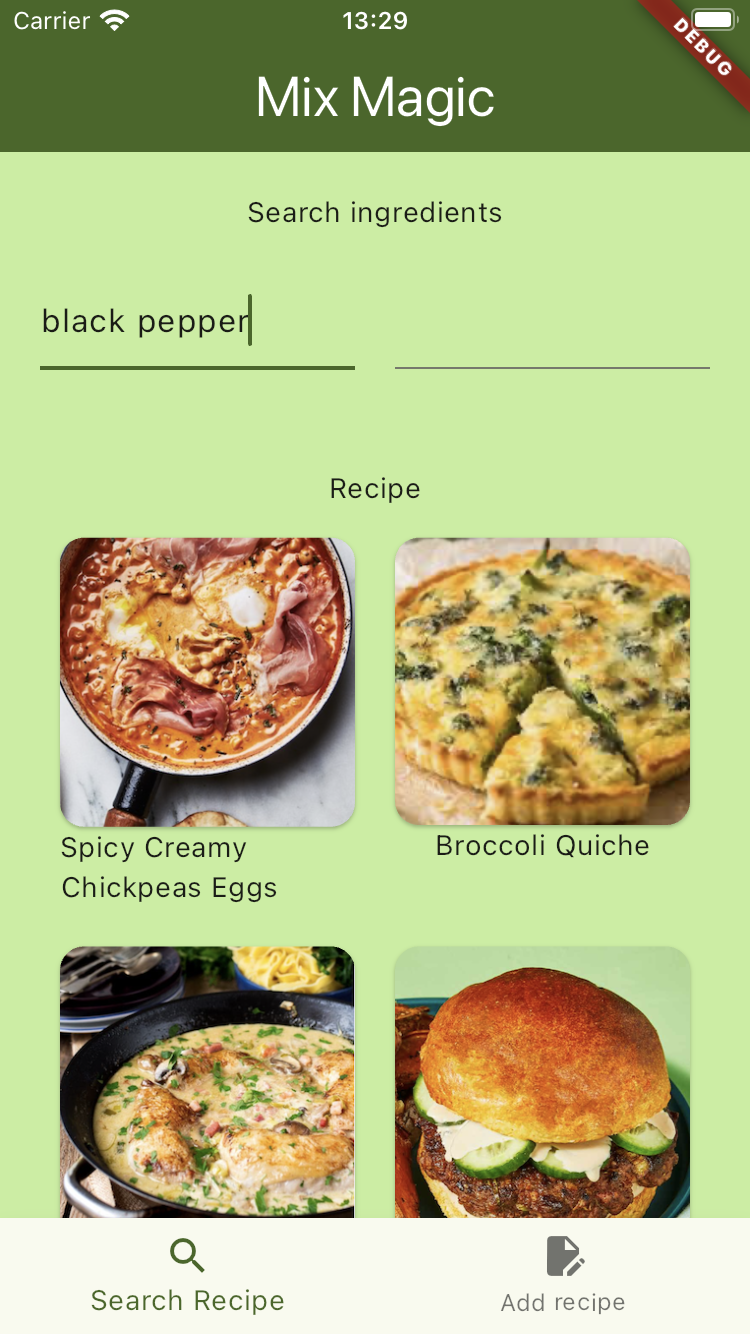 Carrier 13:29
DEBUG
Mix Magic
Search ingredients
black pepper
Recipe
Spicy Creamy
Chickpeas Eggs
Broccoli Quiche
Search Recipe
Add recipe